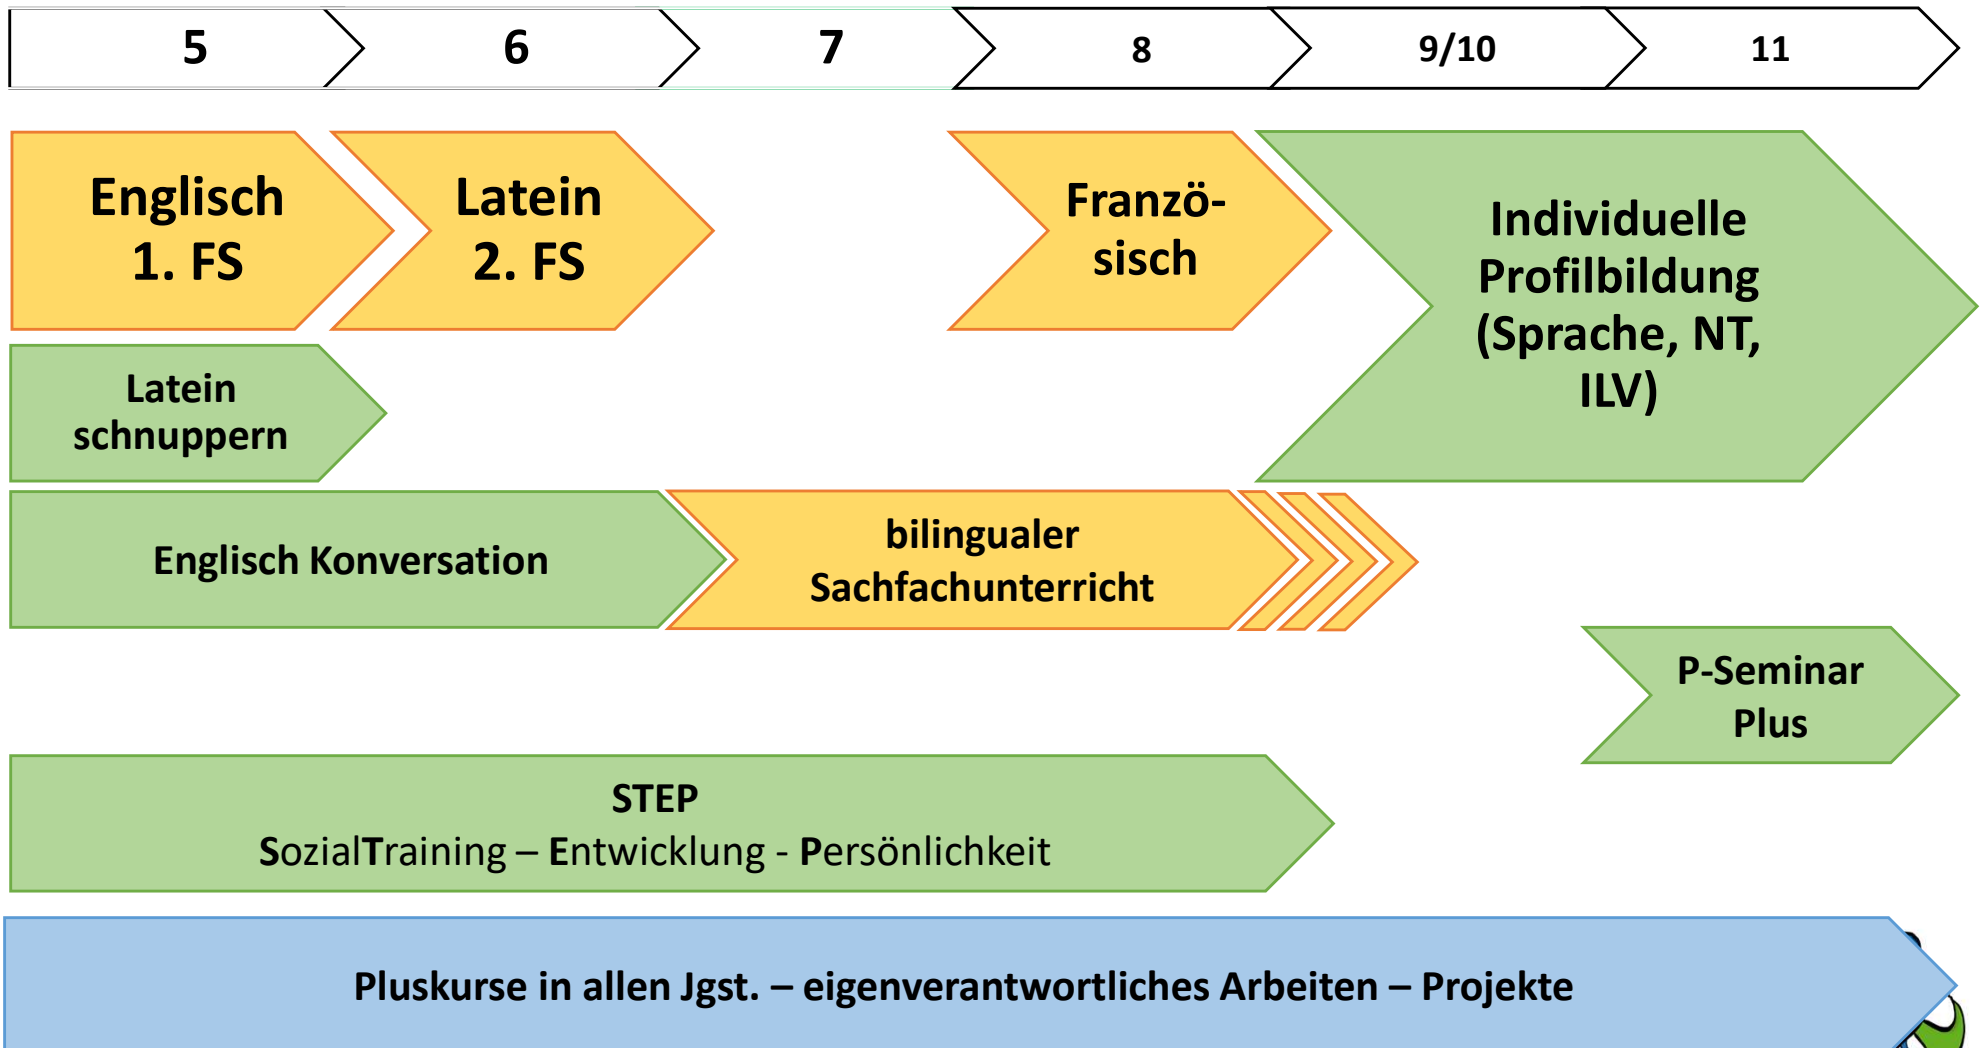 5 6 7 8 9/10 11
Englisch
1. FS
Latein
2. FS
Franzö-
sisch
Individuelle
Profilbildung
(Sprache, NT,
ILV)
Latein
schnuppern
Englisch Konversation
bilingualer
Sachfachunterricht
P-Seminar
Plus
STEP
SozialTraining – Entwicklung - Persönlichkeit
Pluskurse in allen Jgst. – eigenverantwortliches Arbeiten – Projekte